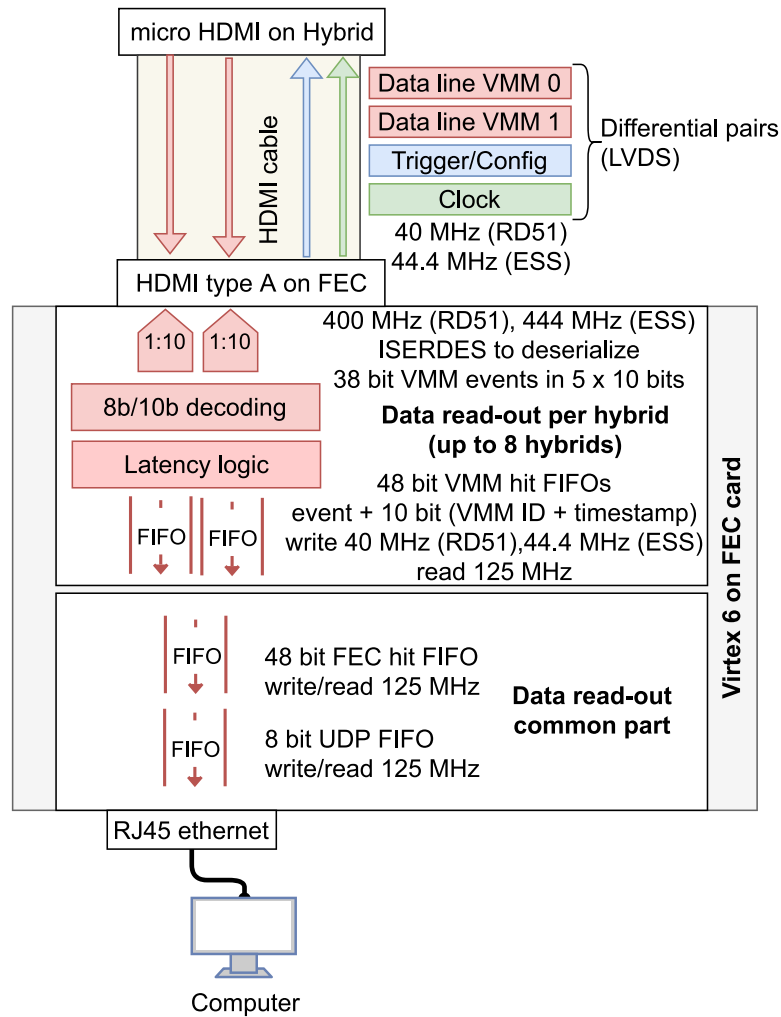 micro HDMI on Hybrid
HDMI cable
Data line VMM 0
Data line VMM 1
Trigger/Config
Clock
Differential pairs
(LVDS)
40 MHz (RD51)
44.4 MHz (ESS)
HDMI type A on FEC
1:10
1:10
400 MHz (RD51), 444 MHz (ESS)
ISERDES to deserialize
38 bit VMM events in 5 x 10 bits
8b/10b decoding
Data read-out per hybrid
(up to 8 hybrids)
Latency logic
48 bit VMM hit FIFOs
event + 10 bit (VMM ID + timestamp)
write 40 MHz (RD51),44.4 MHz (ESS)
read 125 MHz
FIFO
FIFO
Virtex 6 on FEC card
FIFO
48 bit FEC hit FIFO
write/read 125 MHz
Data read-out
common part
FIFO
8 bit UDP FIFO
write/read 125 MHz
RJ45 ethernet
Computer